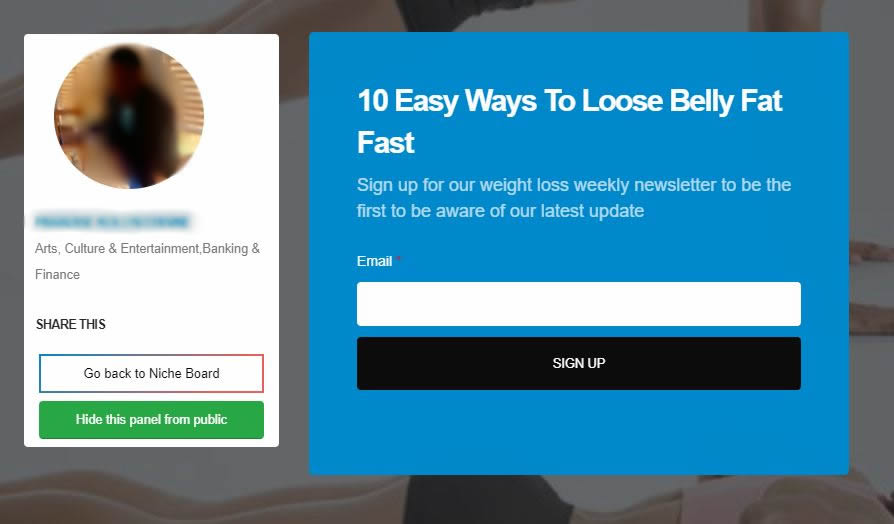 Arts, Culture & Entertainment,Banking &
Finance
SHARE THIS
Go back to Niche Board
Hide this panel from public
10 Easy Ways To Loose Belly Fat
Fast
Sign up for our weight loss weekly newsletter to be the
first to be aware of our latest update
Email *
SIGN UP